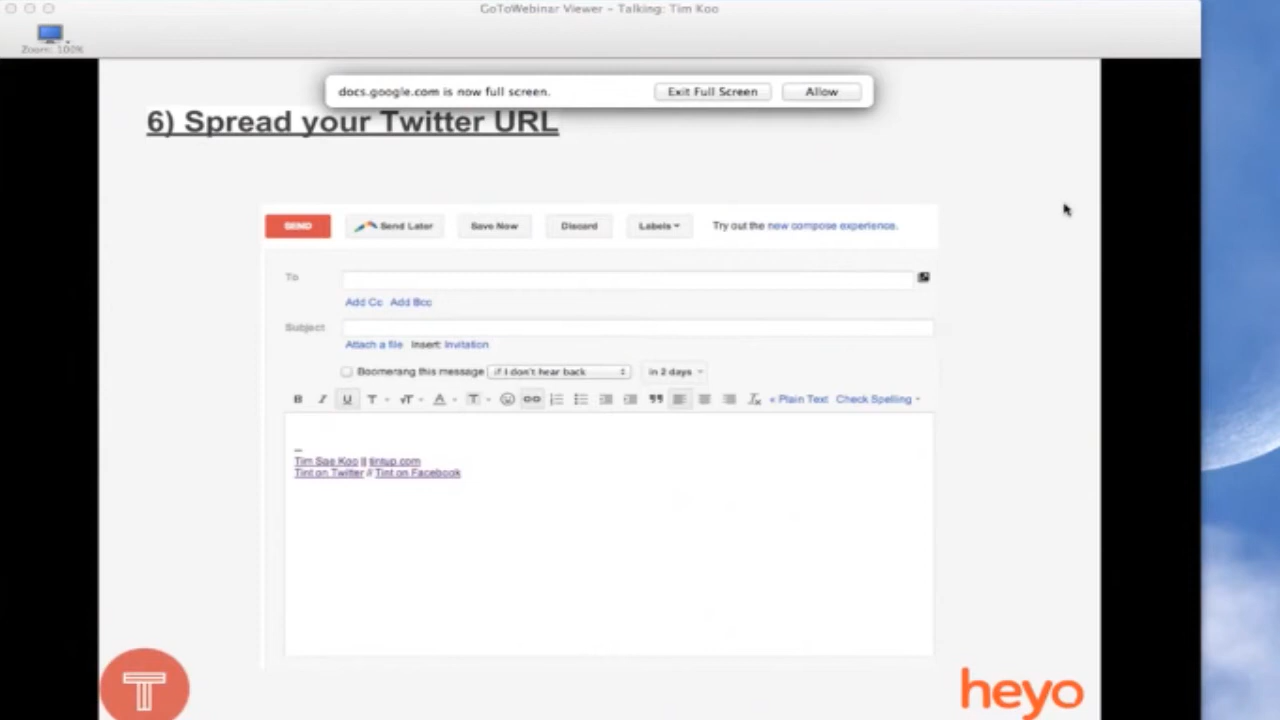 GoToWebinar Viewer – Talking: Tim Koo
Zoom: 100%
docs.google.com is now full screen. Exit Full Screen Allow
6) Spread your Twitter URL
SEND Send Later Save Now Discard Labels Try out the new compose experience.
To
Add Cc Add Bcc
Subject
Attach a file Insert: Invitation
Boomerang this message if I don't hear back in 2 days
B I U T тT A T « Plain Text Check Spelling
--
Tim Sae Koo || tintup.com
Tint on Twitter // Tint on Facebook
T heyo